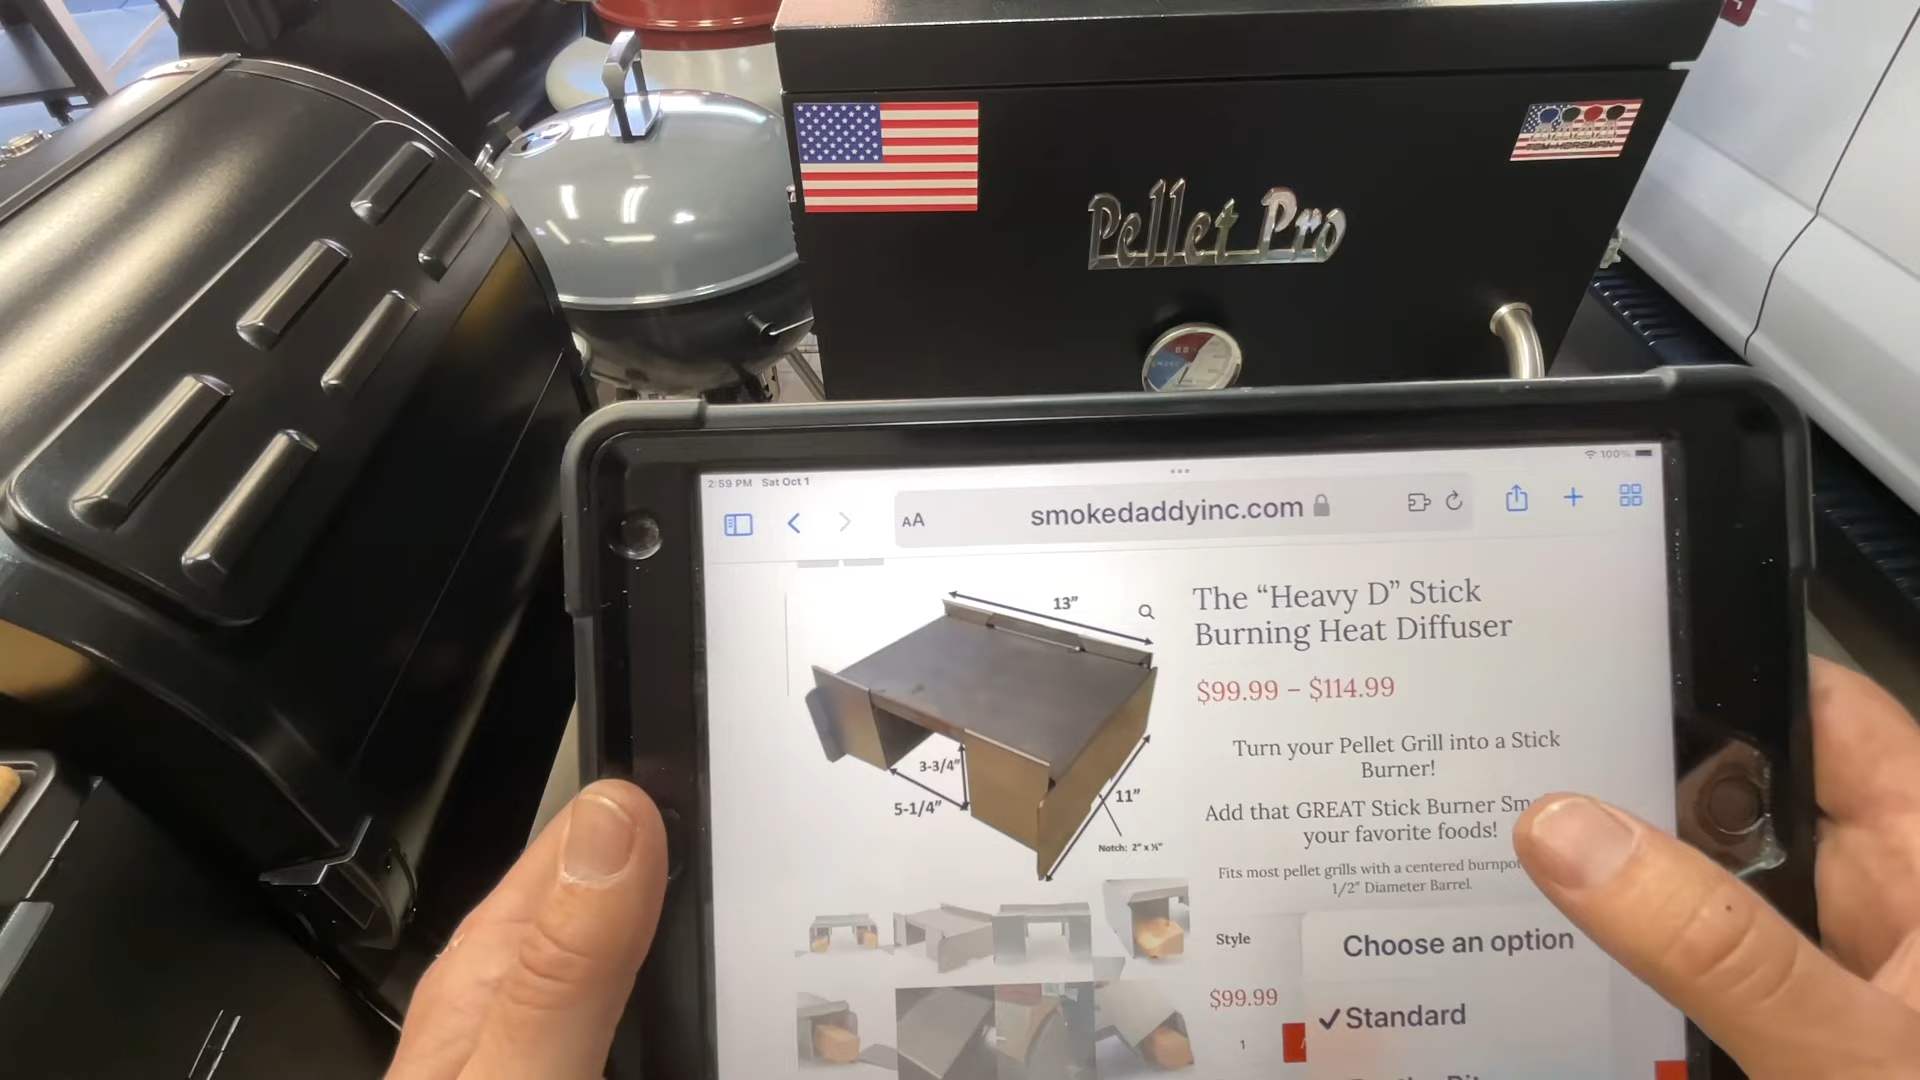 Pellet Pro
TOM HORSMAN
2:59 PM Sat Oct 1
100%
AA
smokedaddyinc.com
13"
3-3/4"
5-1/4"
11"
Notch: 2" x ½"
The “Heavy D” Stick
Burning Heat Diffuser
$99.99 – $114.99
Turn your Pellet Grill into a Stick
Burner!
Add that GREAT Stick Burner
your favorite foods!
Fits most pellet grills with a centered
1/2" Diameter Barrel.
Style
Choose an option
$99.99
✓Standard
1